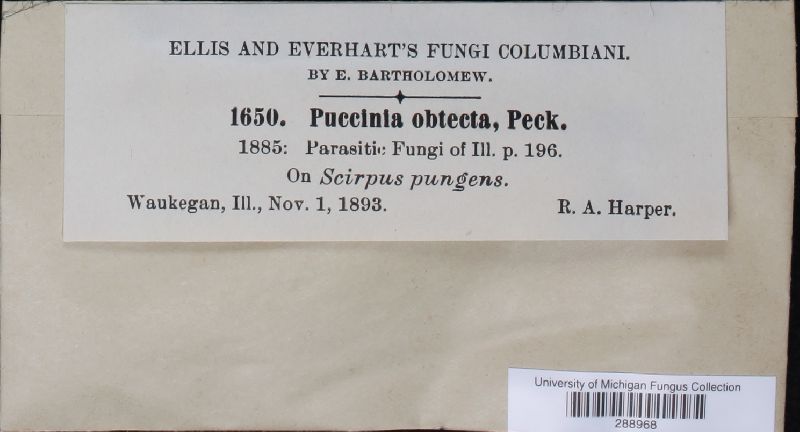 ELLIS AND EVERHART'S FUNGI COLUMBIANI.
BY E. BARTHOLOMEW.
1650. Puccinia obtecta, Peck.
1885: Parasitic Fungi of Ill. p. 196.
On Scirpus pungens.
Waukegan, Ill., Nov. 1, 1893. R. A. Harper.
University of Michigan Fungus Collection
288968